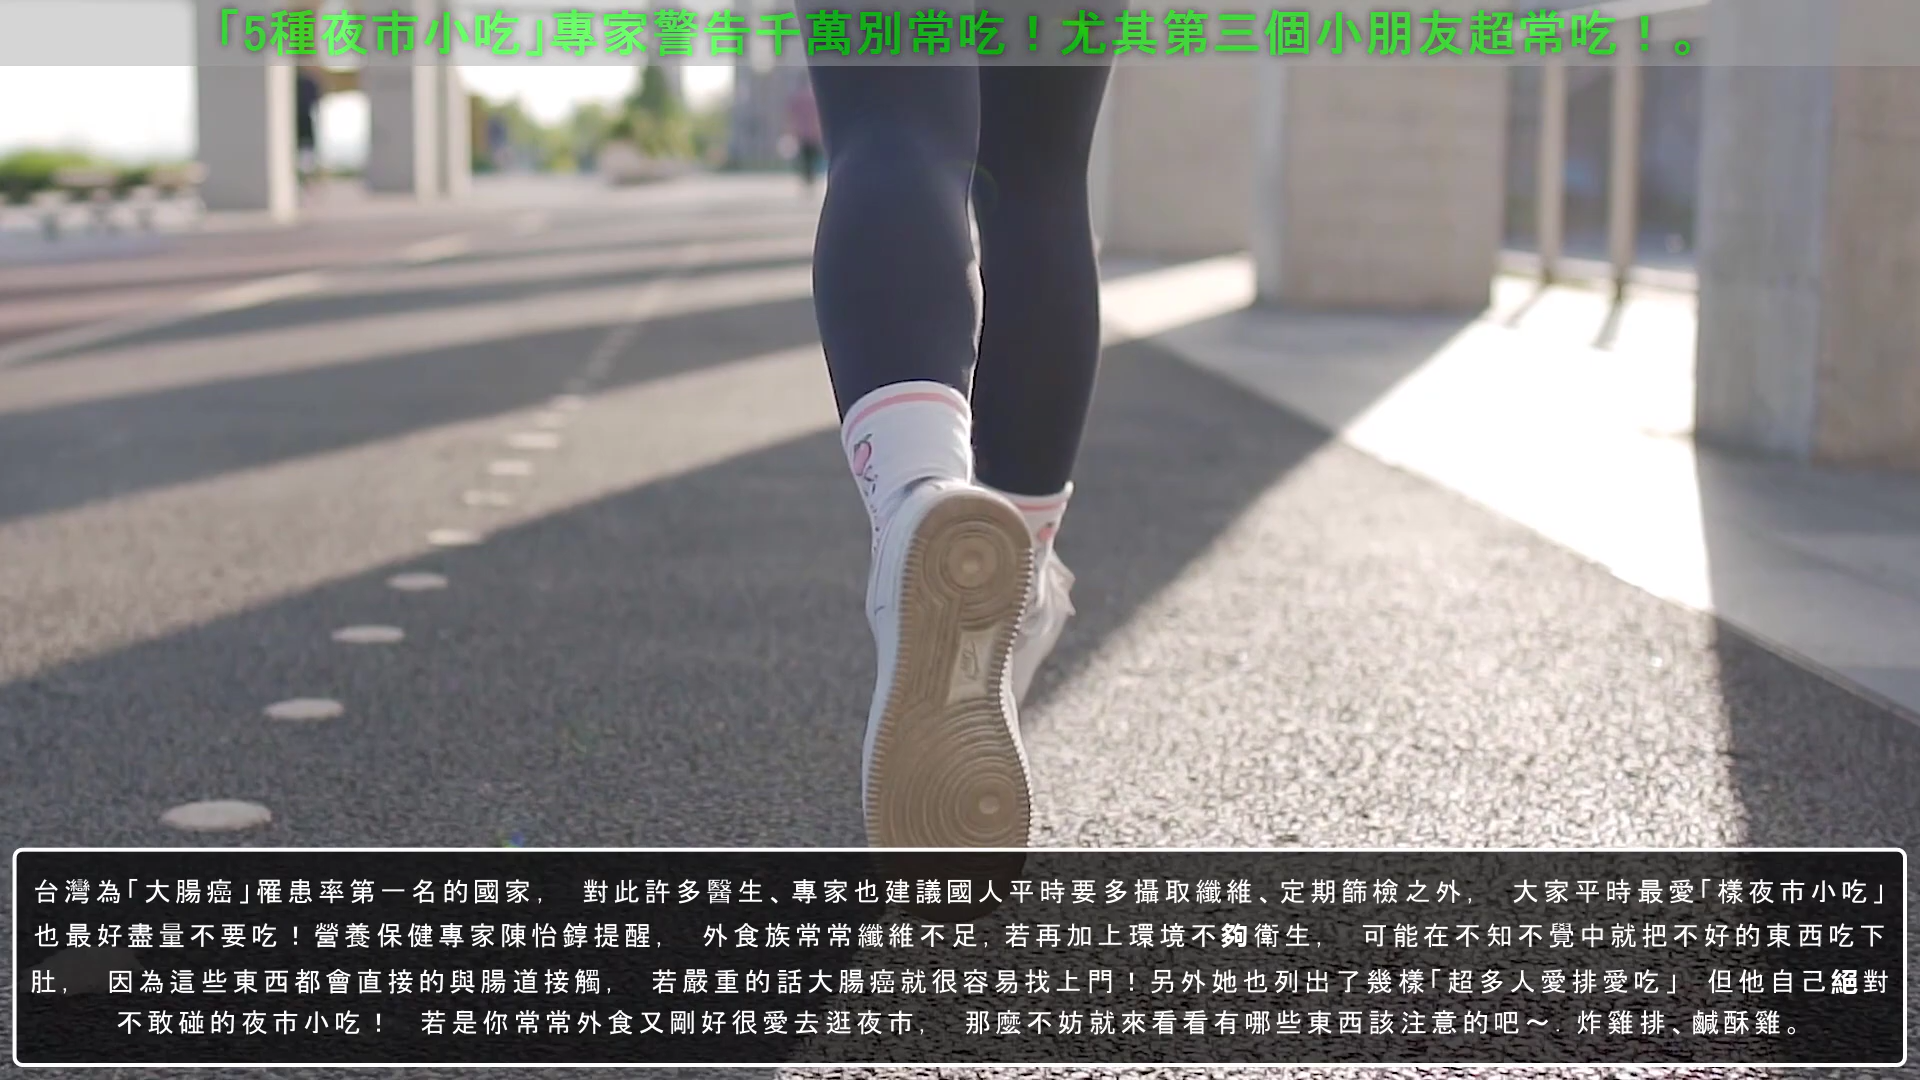 「5種夜市小吃」專家警告千萬別常吃！尤其第三個小朋友超常吃！。
台灣為「大腸癌」罹患率第一名的國家， 對此許多醫生、專家也建議國人平時要多攝取纖維、定期篩檢之外， 大家平時最愛「樣夜市小吃」
也最好盡量不要吃！營養保健專家陳怡錞提醒， 外食族常常纖維不足，若再加上環境不夠衛生， 可能在不知不覺中就把不好的東西吃下
肚， 因為這些東西都會直接的與腸道接觸， 若嚴重的話大腸癌就很容易找上門！另外她也列出了幾樣「超多人愛排愛吃」 但他自己絕對
不敢碰的夜市小吃！ 若是你常常外食又剛好很愛去逛夜市， 那麼不妨就來看看有哪些東西該注意的吧～. 炸雞排、鹹酥雞。